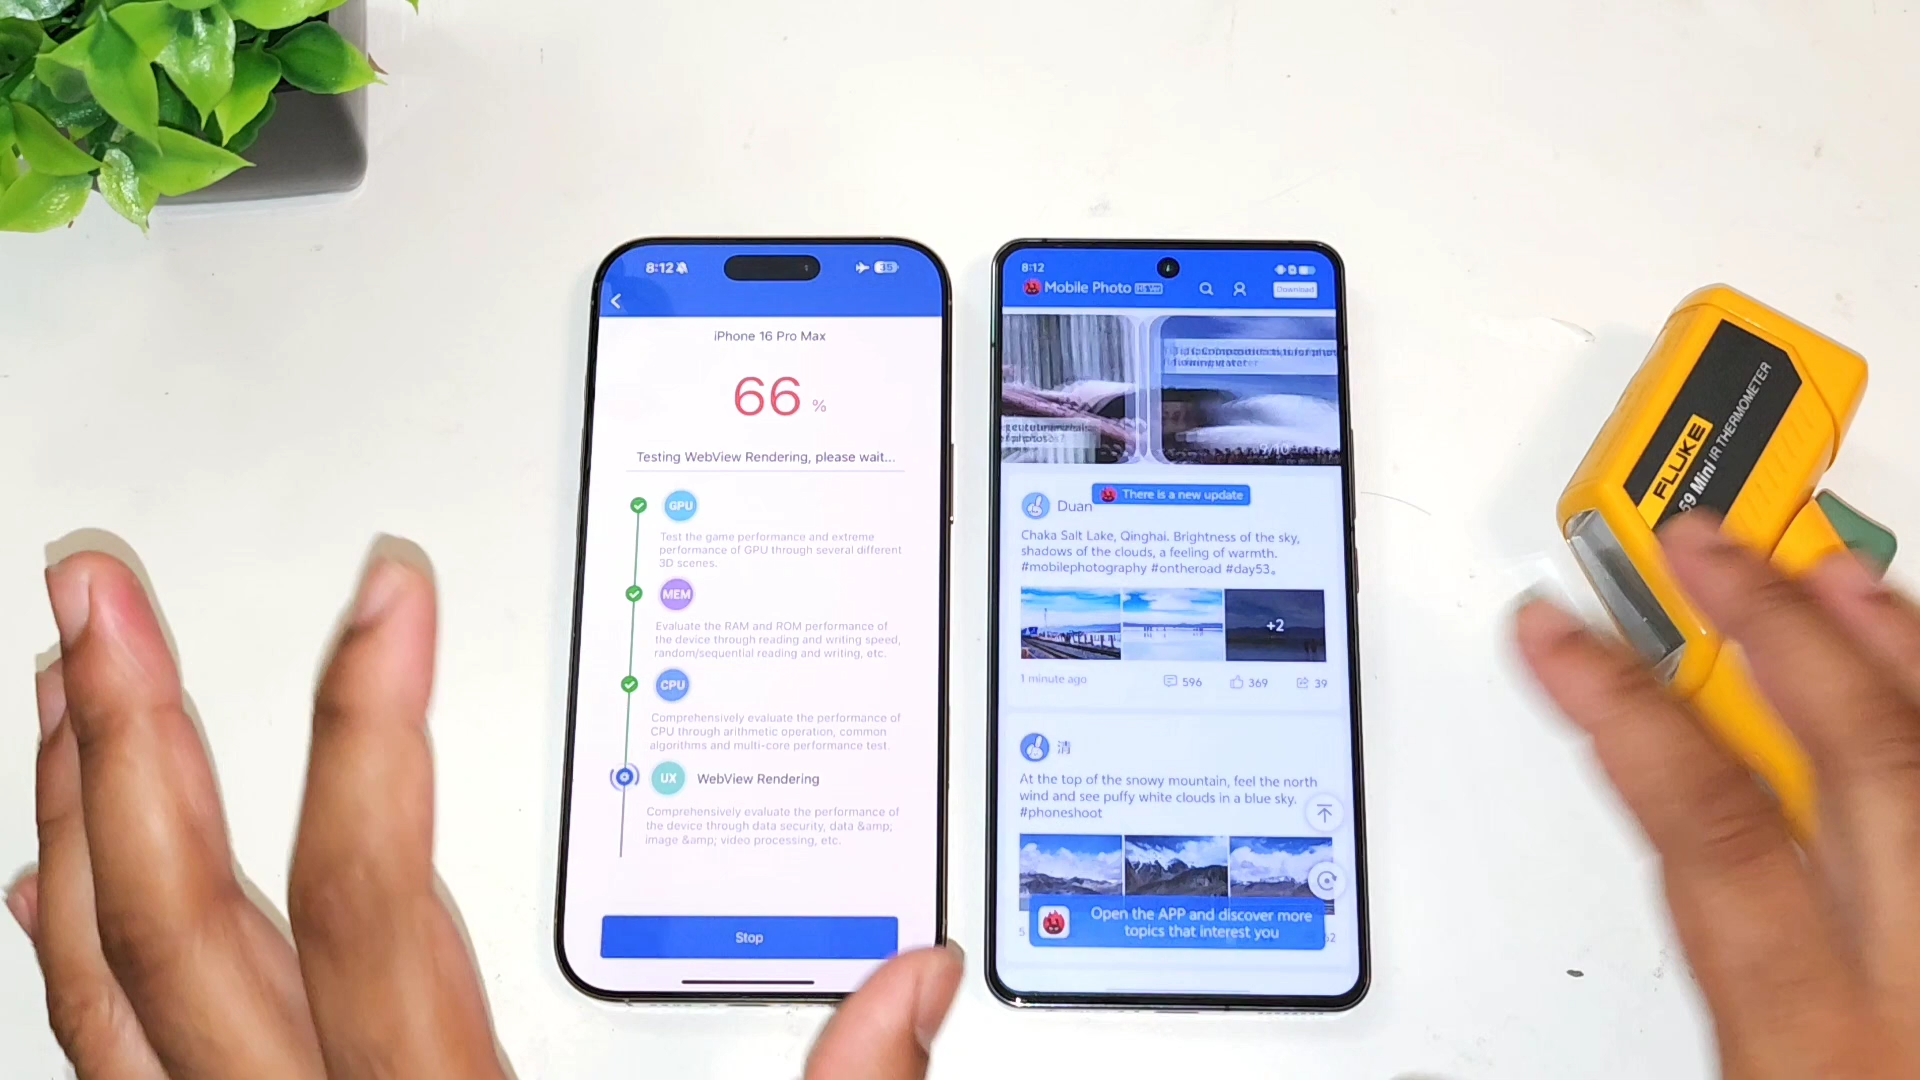 8:12
35
iPhone 16 Pro Max
66 %
Testing WebView Rendering, please wait...
GPU
Test the game performance and extreme
performance of GPU through several different
3D scenes.
MEM
Evaluate the RAM and ROM performance of
the device through reading and writing speed,
random/sequential reading and writing, etc.
CPU
Comprehensively evaluate the performance of
CPU through arithmetic operation, common
algorithms and multi-core performance test.
UX WebView Rendering
Comprehensively evaluate the performance of
the device through data security, data &amp;
image &amp; video processing, etc.
Stop
8:12
Mobile Photo H5 Ver
Download
There is a new update
Duan
Chaka Salt Lake, Qinghai. Brightness of the sky,
shadows of the clouds, a feeling of warmth.
#mobilephotography #ontheroad #day53。
+2
1 minute ago 596 369 39
清
At the top of the snowy mountain, feel the north
wind and see puffy white clouds in a blue sky.
#phoneshoot
Open the APP and discover more
topics that interest you
FLUKE
59 Mini IR THERMOMETER